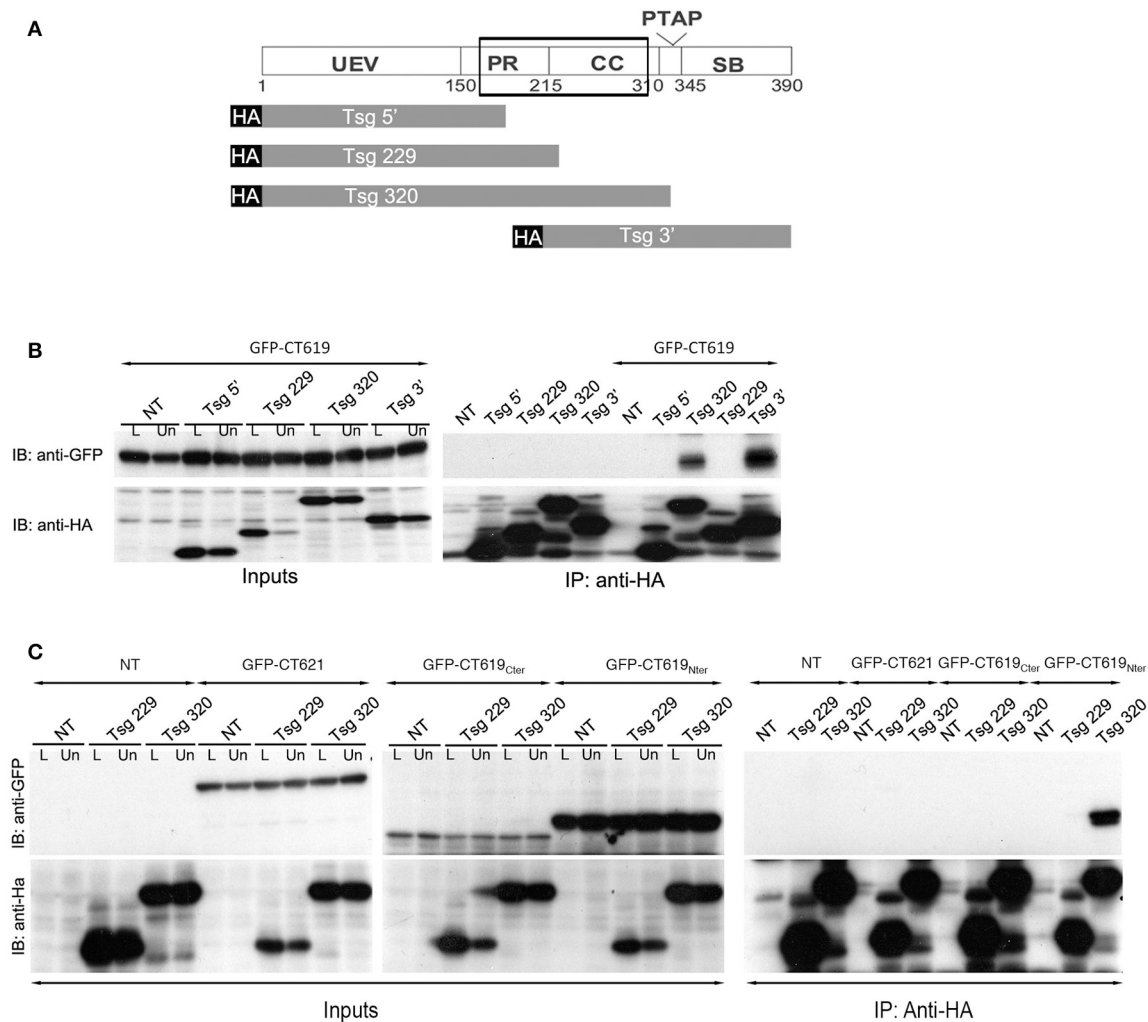 A
PTAP
UEV PR CC SB
1 150 215 310 345 390
HA Tsg 5’
HA Tsg 229
HA Tsg 320
HA Tsg 3’
B
GFP-CT619
NT Tsg 5’ Tsg 229 Tsg 320 Tsg 3’
L Un L Un L Un L Un L Un
IB: anti-GFP
IB: anti-HA
Inputs
GFP-CT619
NT Tsg 5’ Tsg 229 Tsg 320 Tsg 3’ NT Tsg 5’ Tsg 320 Tsg 229 Tsg 3’
IP: anti-HA
C
NT GFP-CT621 GFP-CT619Cter GFP-CT619Nter
NT Tsg 229 Tsg 320 NT Tsg 229 Tsg 320 NT Tsg 229 Tsg 320 NT Tsg 229 Tsg 320
L Un L Un L Un L Un L Un L Un L Un L Un L Un L Un L Un L Un
IB: anti-GFP
IB: anti-Ha
Inputs
NT GFP-CT621 GFP-CT619Cter GFP-CT619Nter
NT Tsg 229 Tsg 320 NT Tsg 229 Tsg 320 NT Tsg 229 Tsg 320 NT Tsg 229 Tsg 320
IP: Anti-HA